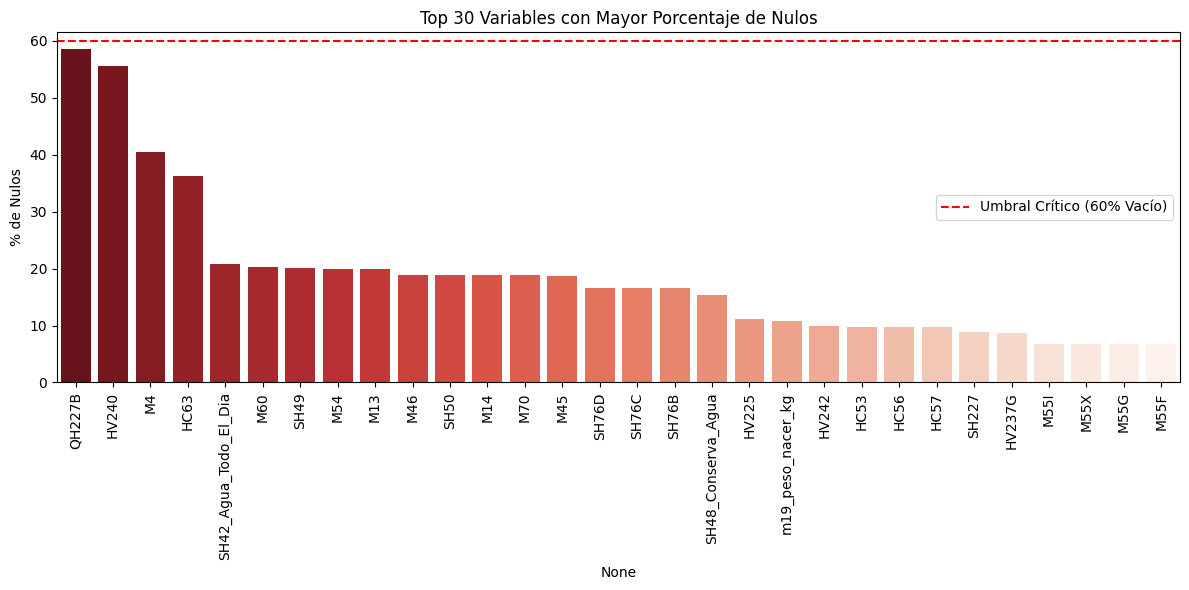 Top 30 Variables con Mayor Porcentaje de Nulos
% de Nulos
60
50
40
30
20
10
0
Umbral Crítico (60% Vacío)
QH227B
HV240
M4
HC63
SH42_Agua_Todo_El_Dia
M60
SH49
M54
M13
M46
SH50
M14
M70
M45
SH76D
SH76C
SH76B
SH48_Conserva_Agua
HV225
m19_peso_nacer_kg
HV242
HC53
HC56
HC57
SH227
HV237G
M55I
M55X
M55G
M55F
None